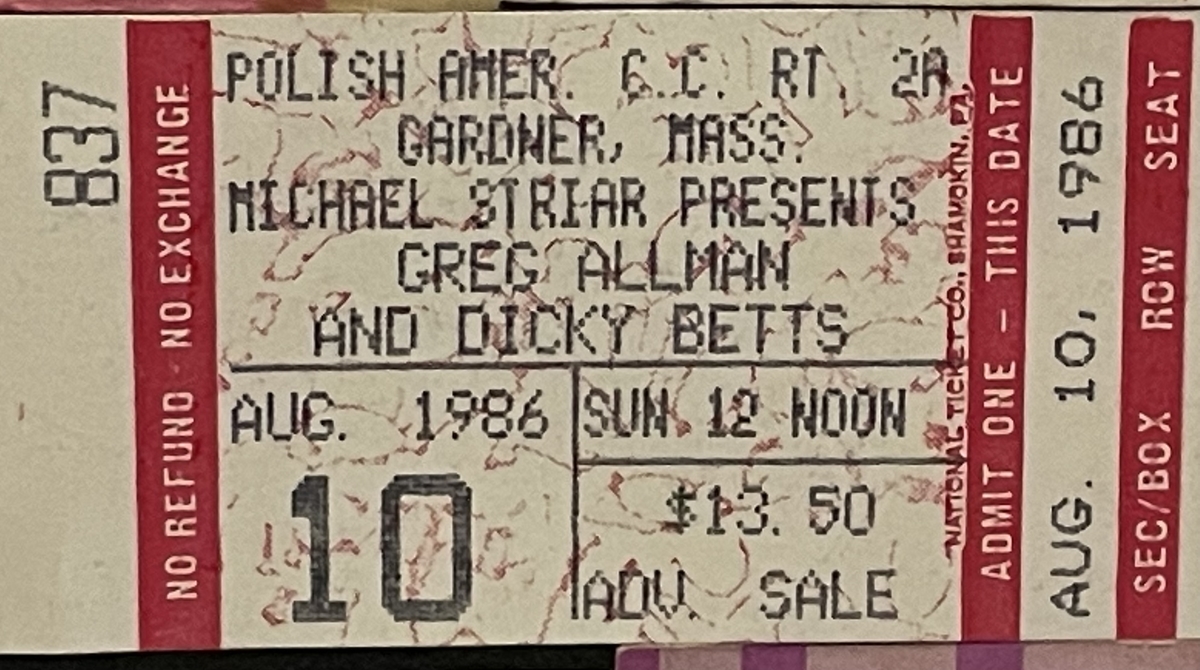 837
NO REFUND - NO EXCHANGE
POLISH AMER. G.C. RT 2A
GARDNER, MASS.
MICHAEL STRIAR PRESENTS
GREG ALLMAN
AND DICKY BETTS
AUG. 1986
10
SUN 12 NOON
$13.50
ADV. SALE
NATIONAL TICKET CO., SHAMOKIN, PA.
ADMIT ONE - THIS DATE
AUG. 10, 1986
SEC/BOX ROW SEAT